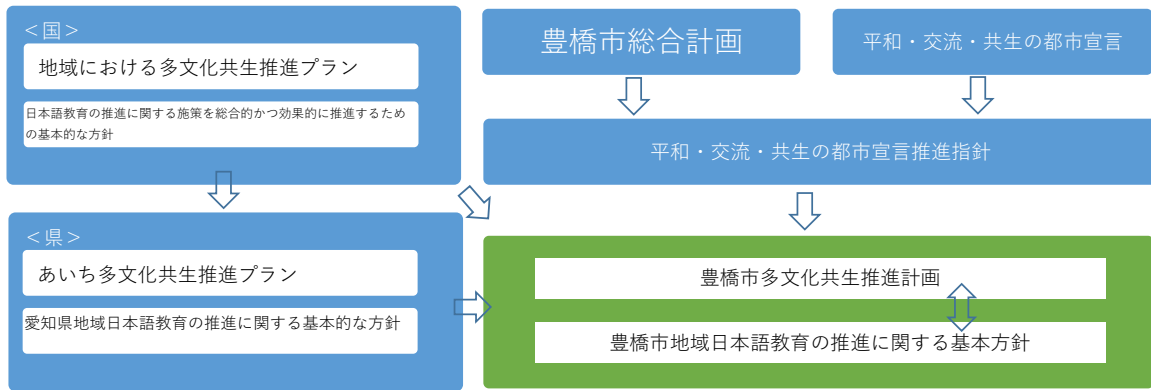 ＜国＞
地域における多文化共生推進プラン
日本語教育の推進に関する施策を総合的かつ効果的に推進するため
の基本的な方針
＜県＞
あいち多文化共生推進プラン
愛知県地域日本語教育の推進に関する基本的な方針
豊橋市総合計画
平和・交流・共生の都市宣言
平和・交流・共生の都市宣言推進指針
豊橋市多文化共生推進計画
豊橋市地域日本語教育の推進に関する基本方針